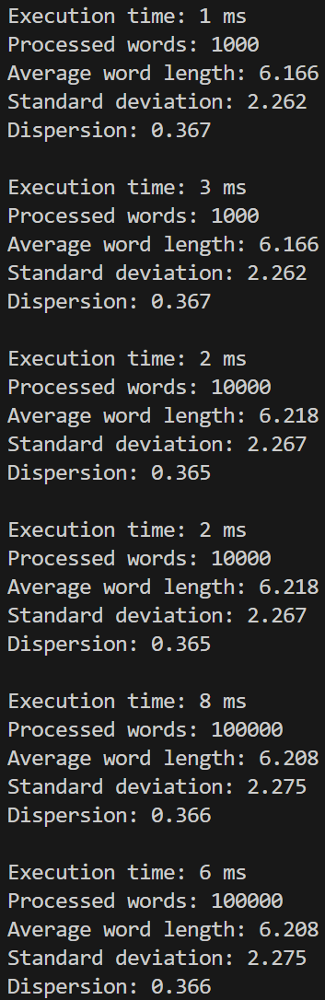 Execution time: 1 ms
Processed words: 1000
Average word length: 6.166
Standard deviation: 2.262
Dispersion: 0.367

Execution time: 3 ms
Processed words: 1000
Average word length: 6.166
Standard deviation: 2.262
Dispersion: 0.367

Execution time: 2 ms
Processed words: 10000
Average word length: 6.218
Standard deviation: 2.267
Dispersion: 0.365

Execution time: 2 ms
Processed words: 10000
Average word length: 6.218
Standard deviation: 2.267
Dispersion: 0.365

Execution time: 8 ms
Processed words: 100000
Average word length: 6.208
Standard deviation: 2.275
Dispersion: 0.366

Execution time: 6 ms
Processed words: 100000
Average word length: 6.208
Standard deviation: 2.275
Dispersion: 0.366